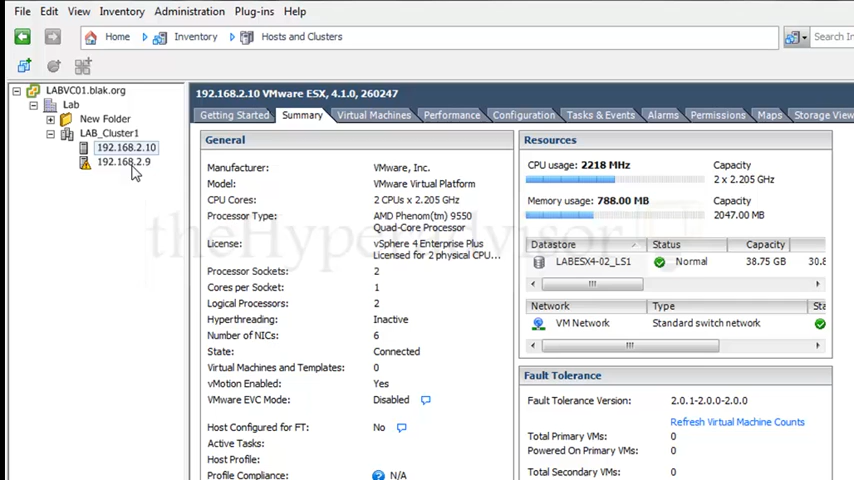 File Edit View Inventory Administration Plug-ins Help
Home Inventory Hosts and Clusters
Search
LABVC01.blak.org
Lab
New Folder
LAB_Cluster1
192.168.2.10
192.168.2.9
192.168.2.10 VMware ESX, 4.1.0, 260247
Getting Started Summary Virtual Machines Performance Configuration Tasks & Events Alarms Permissions Maps Storage View
General
Manufacturer: VMware, Inc.
Model: VMware Virtual Platform
CPU Cores: 2 CPUs x 2.205 GHz
Processor Type: AMD Phenom(tm) 9550
Quad-Core Processor
License: vSphere 4 Enterprise Plus
Licensed for 2 physical CPU...
Processor Sockets: 2
Cores per Socket: 1
Logical Processors: 2
Hyperthreading: Inactive
Number of NICs: 6
State: Connected
Virtual Machines and Templates: 0
vMotion Enabled: Yes
VMware EVC Mode: Disabled
Host Configured for FT: No
Active Tasks:
Host Profile:
Profile Compliance: N/A
Resources
CPU usage: 2218 MHz Capacity
2 x 2.205 GHz
Memory usage: 788.00 MB Capacity
2047.00 MB
Datastore Status Capacity
LABESX4-02_LS1 Normal 38.75 GB 30.8
Network Type Sta
VM Network Standard switch network
Fault Tolerance
Fault Tolerance Version: 2.0.1-2.0.0-2.0.0
Refresh Virtual Machine Counts
Total Primary VMs: 0
Powered On Primary VMs: 0
Total Secondary VMs: 0
theHyperadvisor